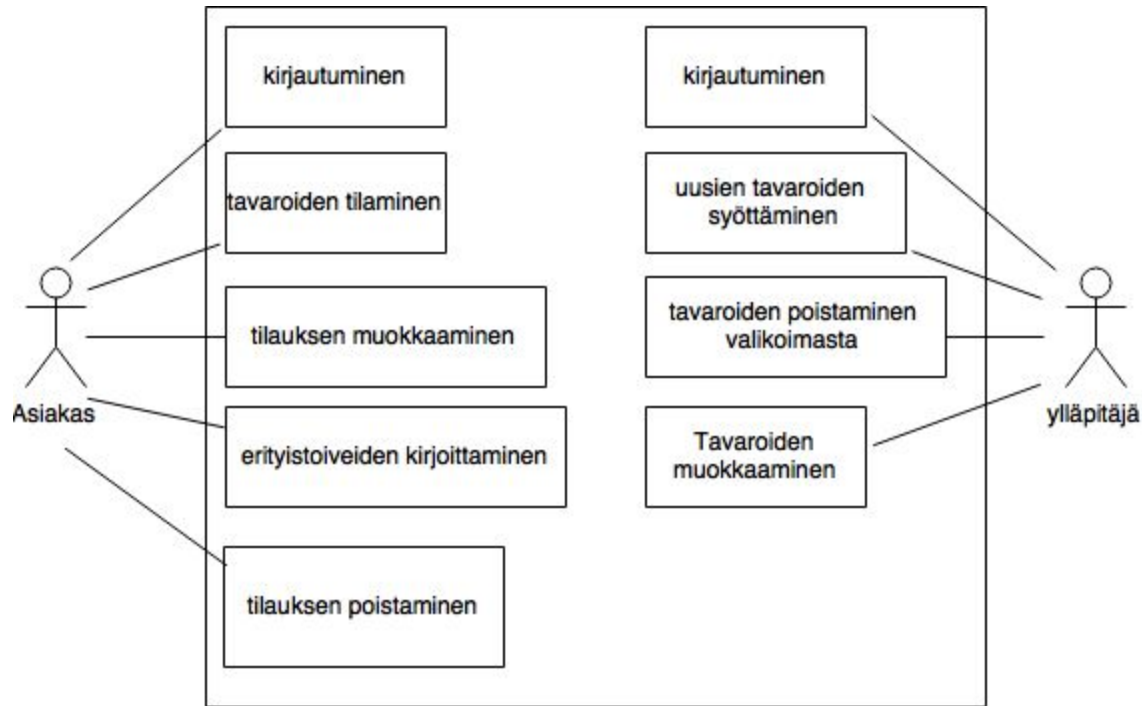 kirjautuminen
tavaroiden tilaminen
tilauksen muokkaaminen
Asiakas
erityistoiveiden kirjoittaminen
tilauksen poistaminen
kirjautuminen
uusien tavaroiden
syöttäminen
tavaroiden poistaminen
valikoimasta
Tavaroiden
muokkaaminen
ylläpitäjä